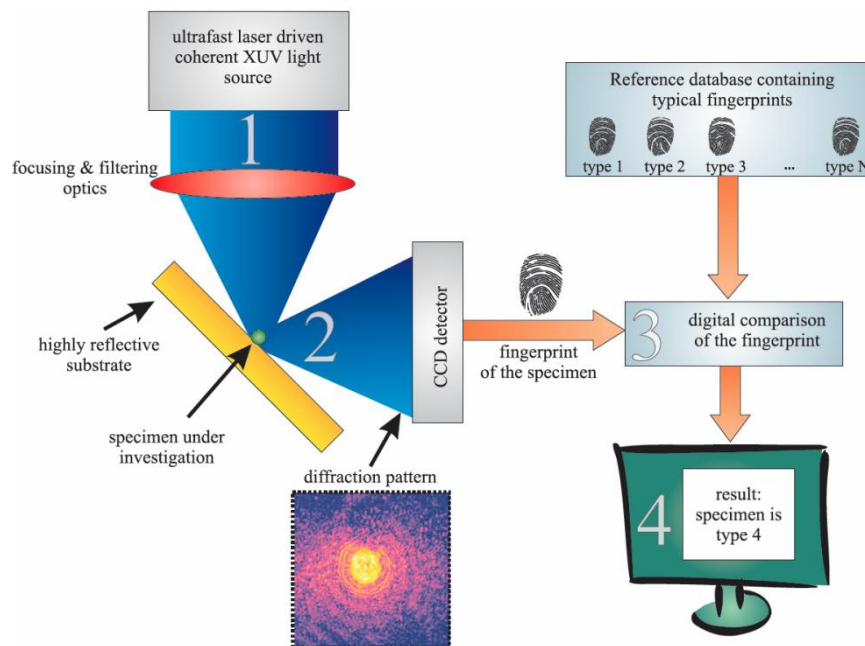 ultrafast laser driven
coherent XUV light
source
1
focusing & filtering
optics
highly reflective
substrate
specimen under
investigation
2
diffraction pattern
CCD detector
fingerprint
of the specimen
Reference database containing
typical fingerprints
type 1 type 2 type 3 ... type N
3
digital comparison
of the fingerprint
4
result:
specimen is
type 4